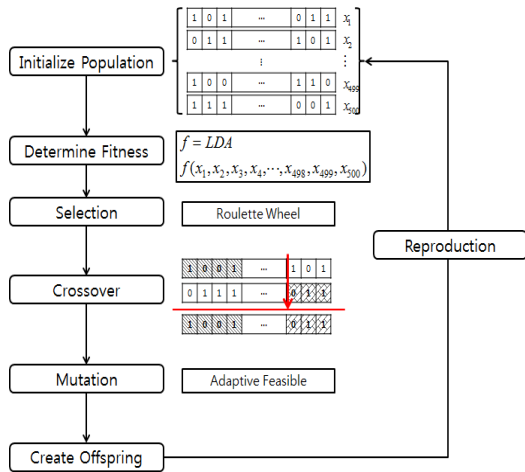 1 0 1 ... 0 1 1 x1
0 1 1 ... 1 0 1 x2
Initialize Population
⋮ ⋮
1 0 0 ... 1 1 0 x499
1 1 1 ... 0 0 1 x500
Determine Fitness
f = LDA
f(x1, x2, x3, x4, ⋯, x498, x499, x500)
Selection
Roulette Wheel
Reproduction
1 0 0 1 ... 1 0 1
Crossover
0 1 1 1 ... 0 1 1
1 0 0 1 ... 0 1 1
Mutation
Adaptive Feasible
Create Offspring